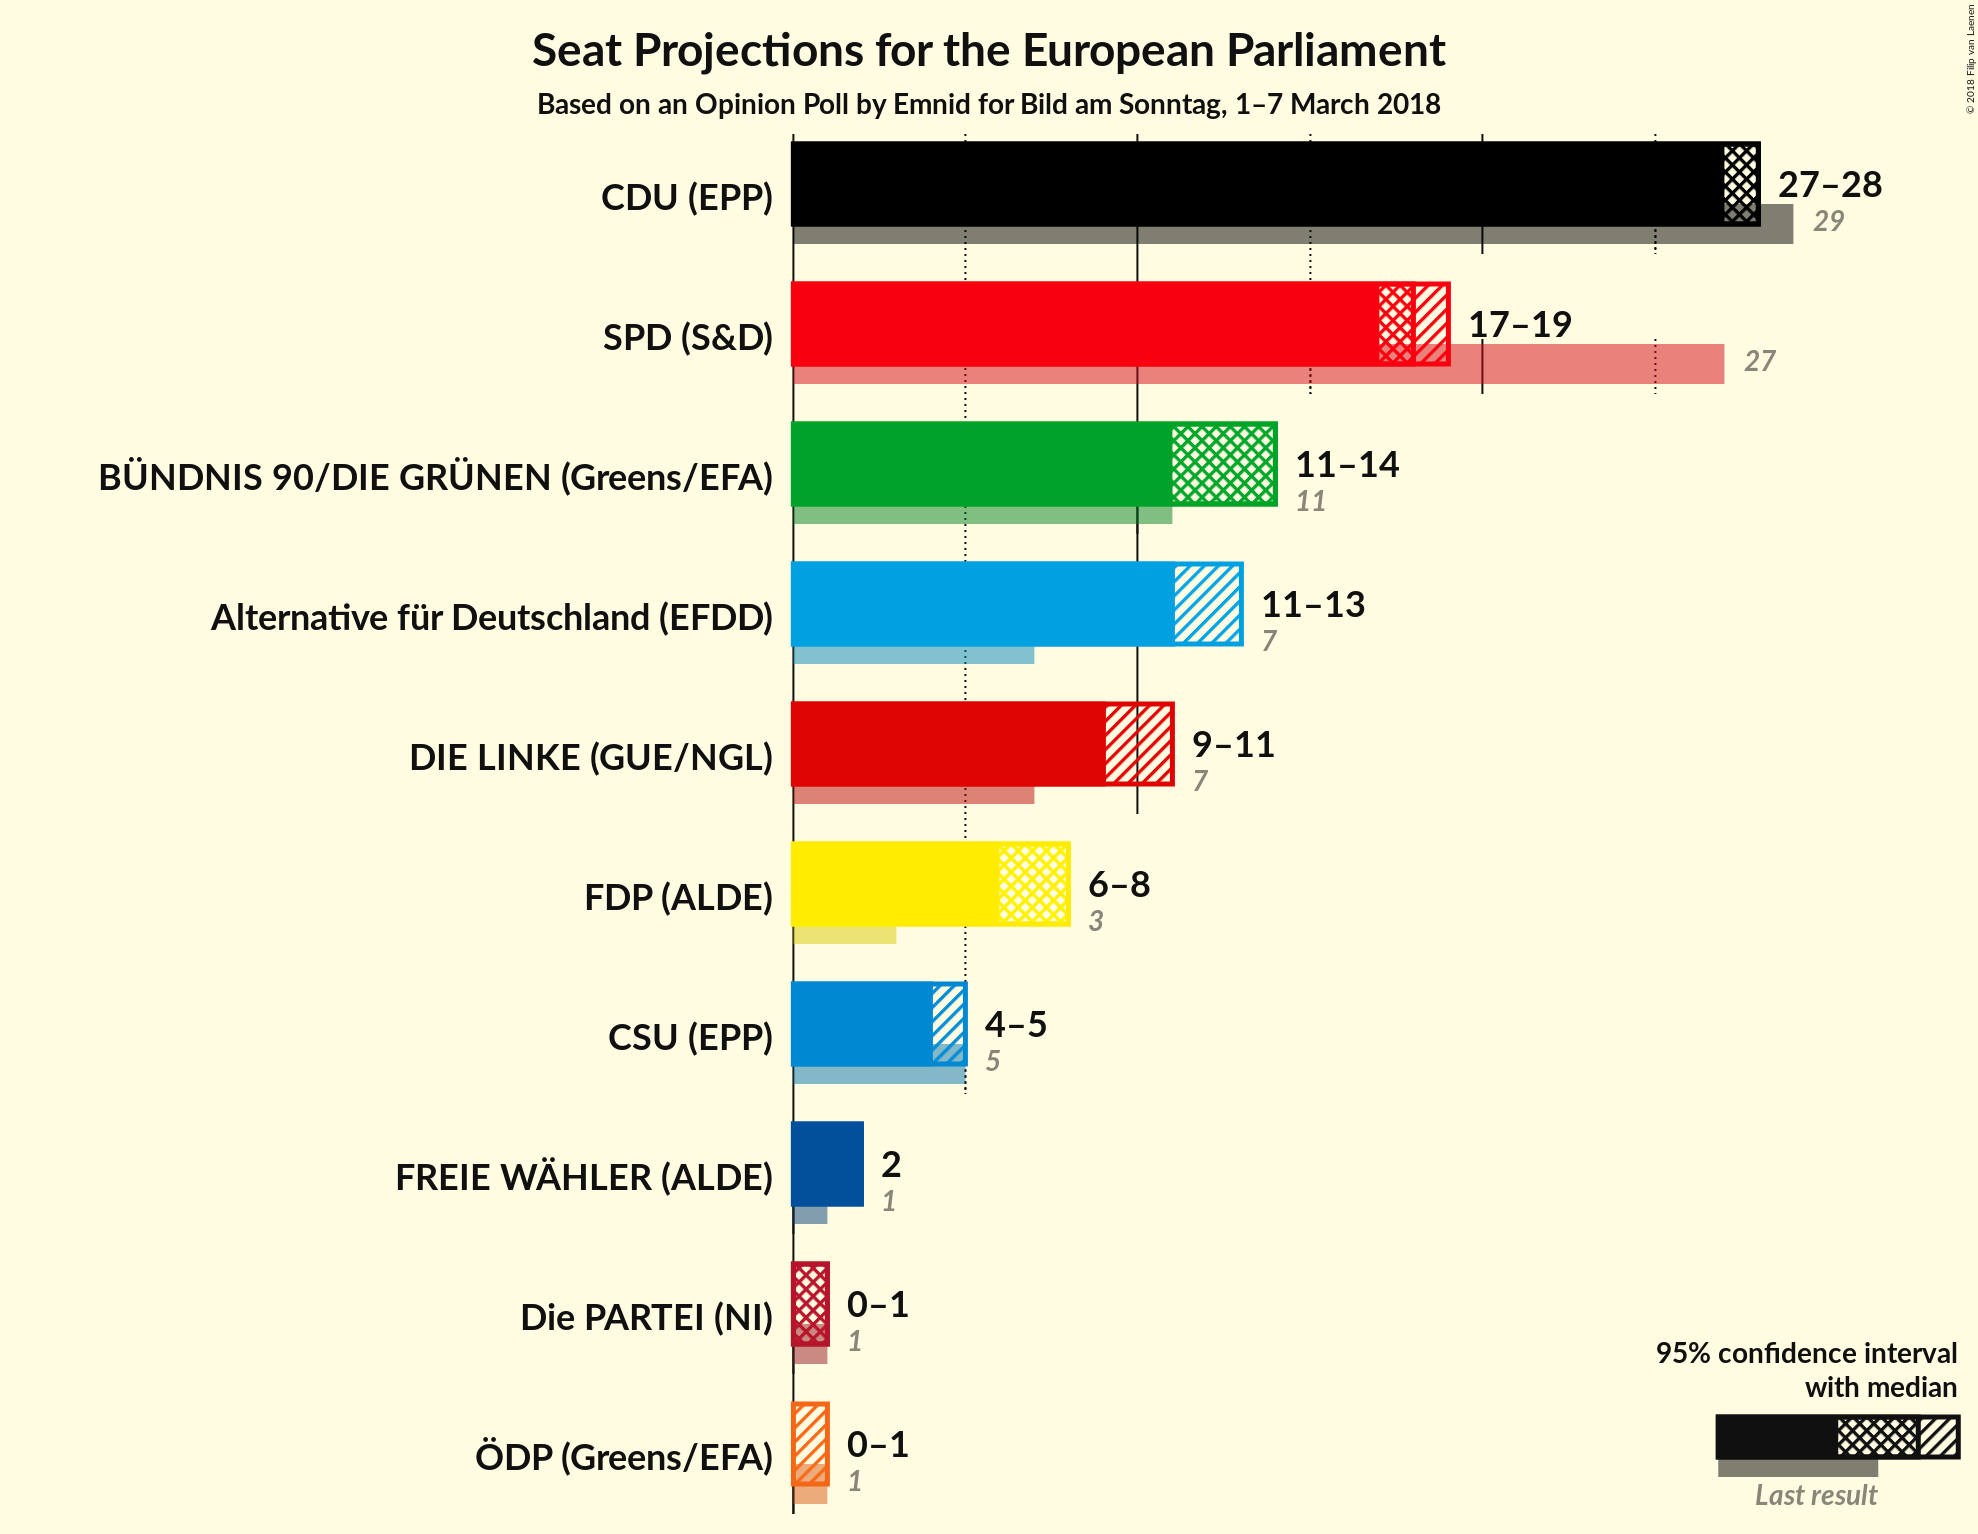 Seat Projections for the European Parliament
Based on an Opinion Poll by Emnid for Bild am Sonntag, 1–7 March 2018
© 2018 Filip van Laenen
CDU (EPP)
27–28
29
SPD (S&D)
17–19
27
BÜNDNIS 90/DIE GRÜNEN (Greens/EFA)
11–14
11
Alternative für Deutschland (EFDD)
11–13
7
DIE LINKE (GUE/NGL)
9–11
7
FDP (ALDE)
6–8
3
CSU (EPP)
4–5
5
FREIE WÄHLER (ALDE)
2
1
Die PARTEI (NI)
0–1
1
ÖDP (Greens/EFA)
0–1
1
95% confidence interval
with median
Last result